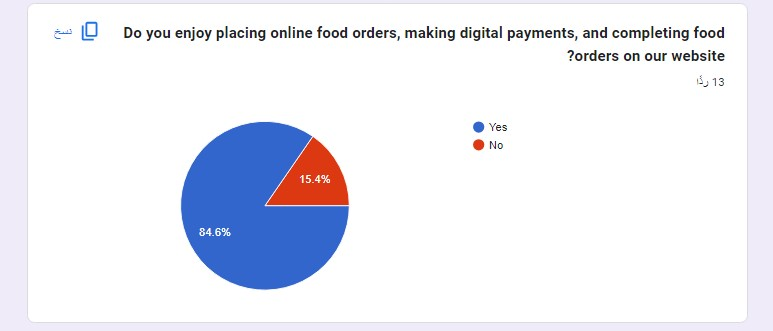 Do you enjoy placing online food orders, making digital payments, and completing food
?orders on our website
نسخ
13 ردًا
Yes
No
15.4%
84.6%